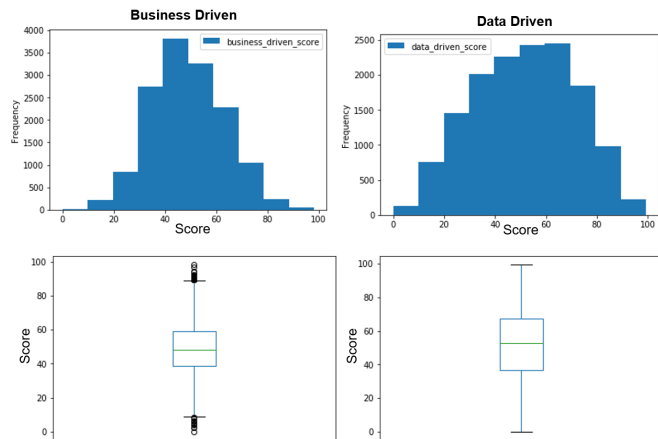 Business Driven
4000
3500
3000
2500
2000
1500
1000
500
0
Frequency
business_driven_score
0 20 40 60 80 100
Score
Data Driven
2500
2000
1500
1000
500
0
Frequency
data_driven_score
0 20 40 60 80 100
Score
100
80
60
40
20
0
Score
100
80
60
40
20
0
Score